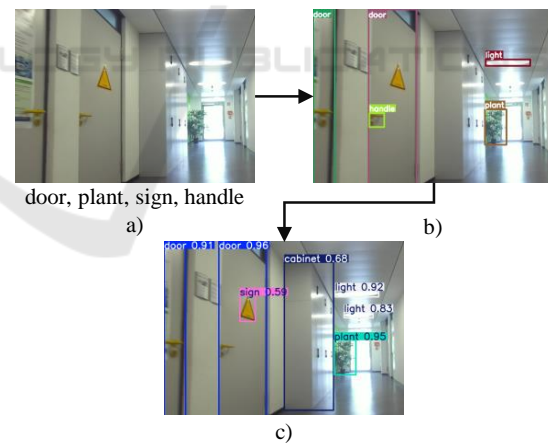 door door
light
handle
plant
door, plant, sign, handle
a)
b)
door 0.91 door 0.96
cabinet 0.68
sign 0.59
light 0.92
light 0.83
plant 0.95
c)